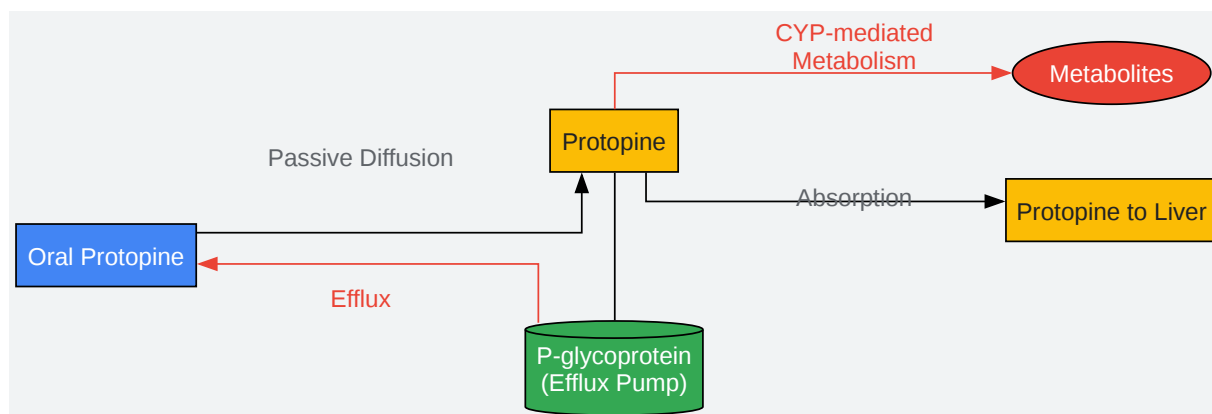 CYP-mediated
Metabolism
Metabolites
Protopine
Passive Diffusion
Absorption
Protopine to Liver
Oral Protopine
Efflux
P-glycoprotein
(Efflux Pump)